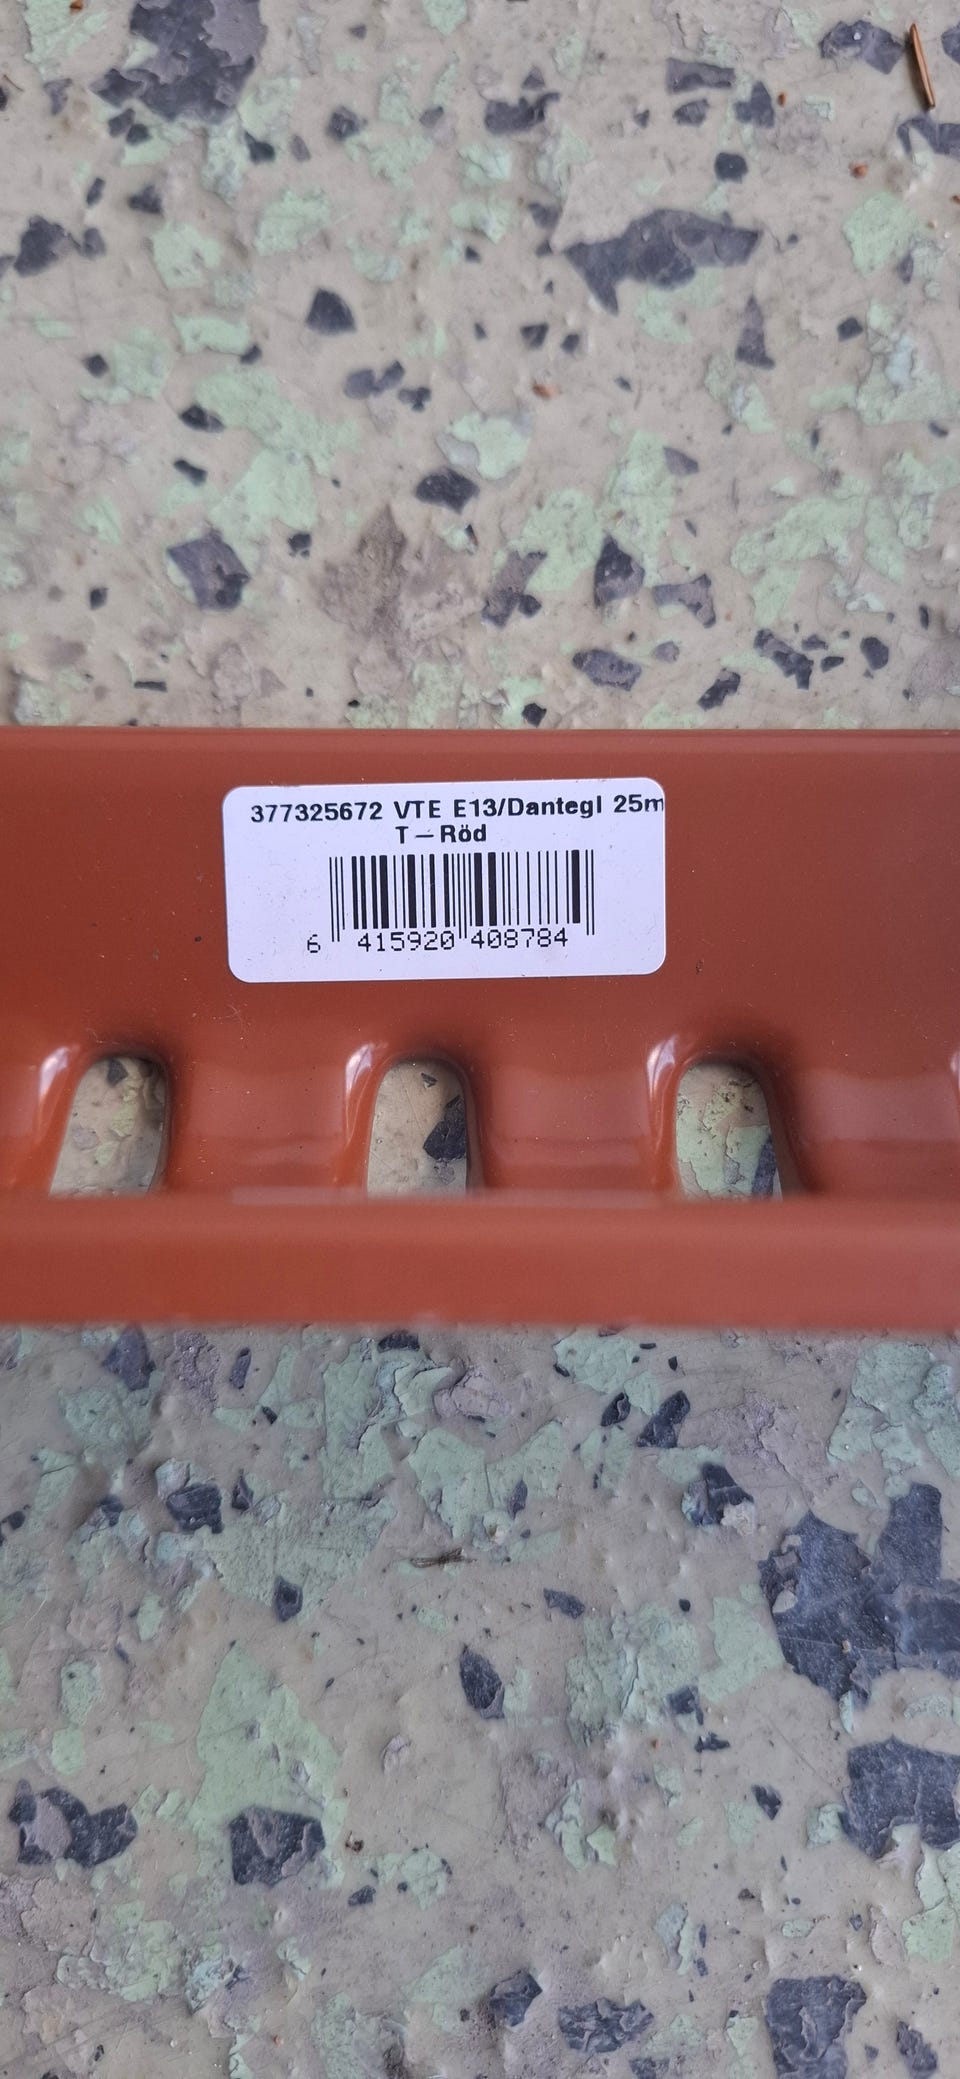 377325672 VTE E13/Dantegl 25m
T-Röd
6 415920 408784